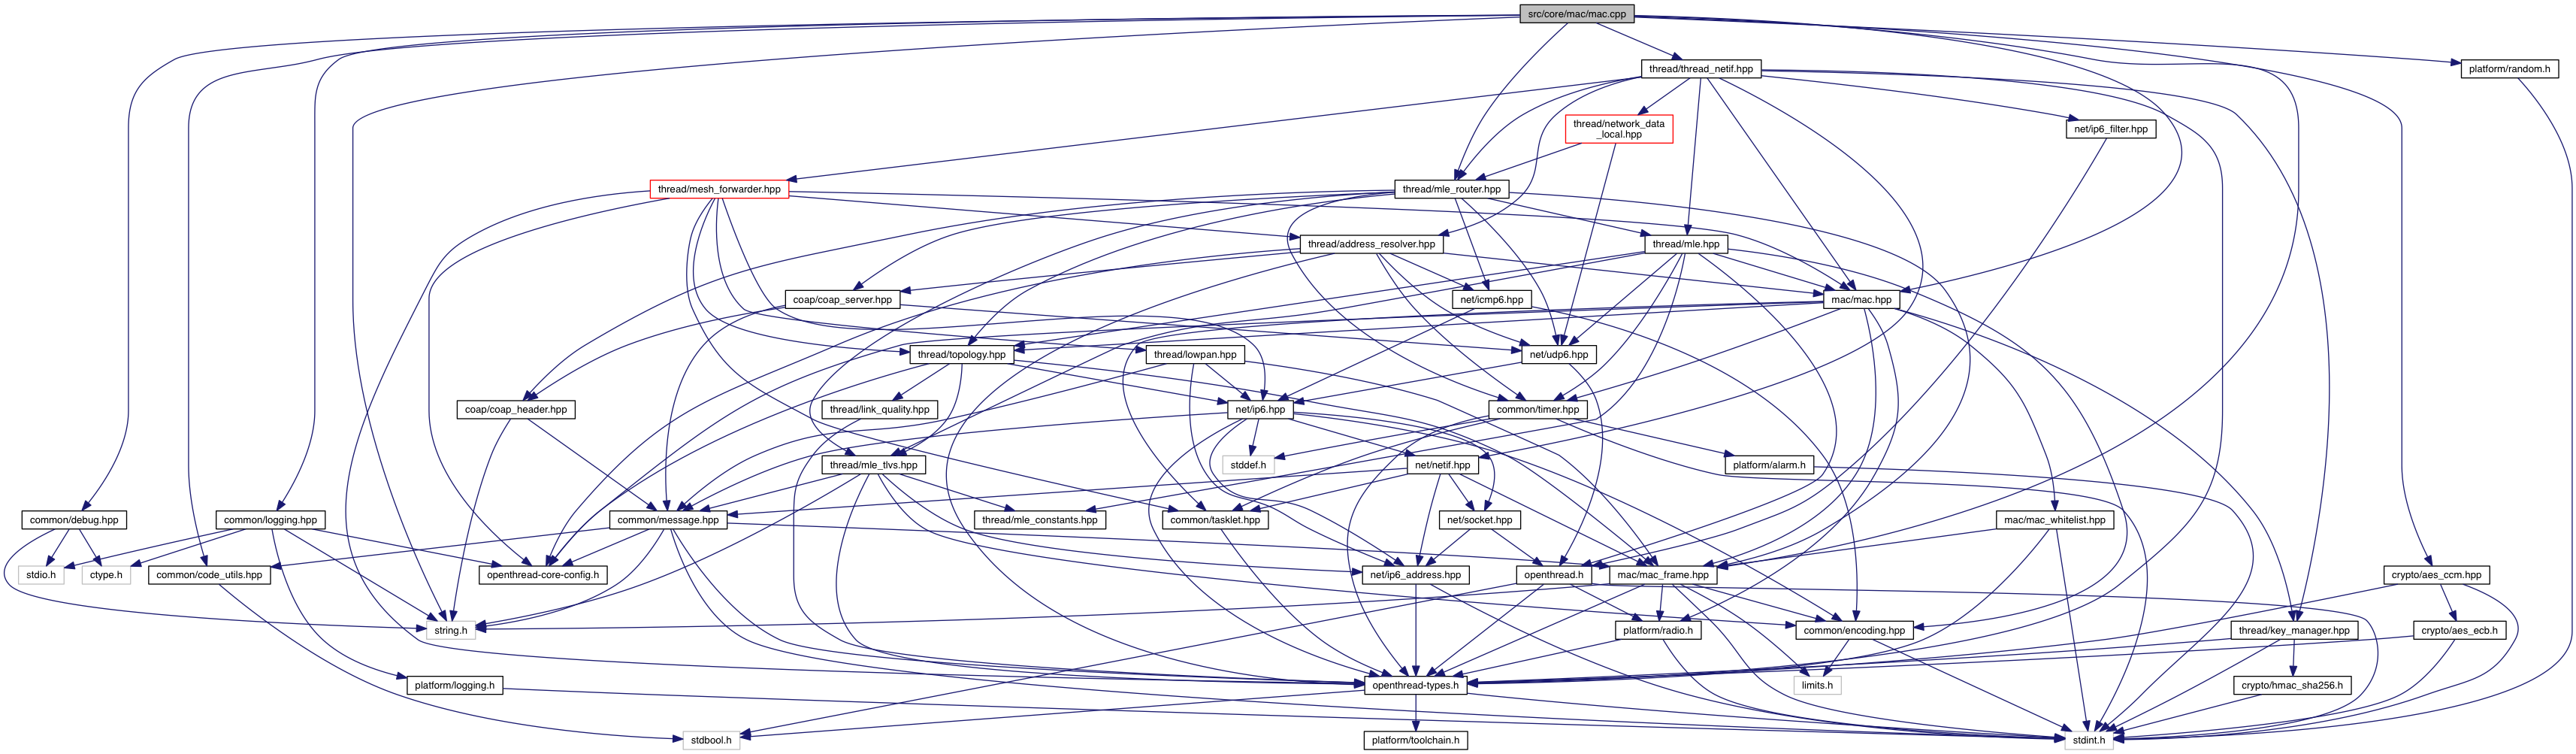 src/core/mac/mac.cpp
thread/thread_netif.hpp
platform/random.h
thread/network_data
_local.hpp
net/ip6_filter.hpp
thread/mesh_forwarder.hpp
thread/mle_router.hpp
thread/address_resolver.hpp
thread/mle.hpp
coap/coap_server.hpp
net/icmp6.hpp
mac/mac.hpp
thread/topology.hpp
thread/lowpan.hpp
net/udp6.hpp
coap/coap_header.hpp
thread/link_quality.hpp
net/ip6.hpp
common/timer.hpp
thread/mle_tlvs.hpp
stddef.h
net/netif.hpp
platform/alarm.h
common/debug.hpp
common/logging.hpp
common/message.hpp
thread/mle_constants.hpp
common/tasklet.hpp
net/socket.hpp
mac/mac_whitelist.hpp
stdio.h
ctype.h
common/code_utils.hpp
openthread-core-config.h
net/ip6_address.hpp
openthread.h
mac/mac_frame.hpp
crypto/aes_ccm.hpp
string.h
platform/radio.h
common/encoding.hpp
thread/key_manager.hpp
crypto/aes_ecb.h
platform/logging.h
openthread-types.h
limits.h
crypto/hmac_sha256.h
stdbool.h
platform/toolchain.h
stdint.h